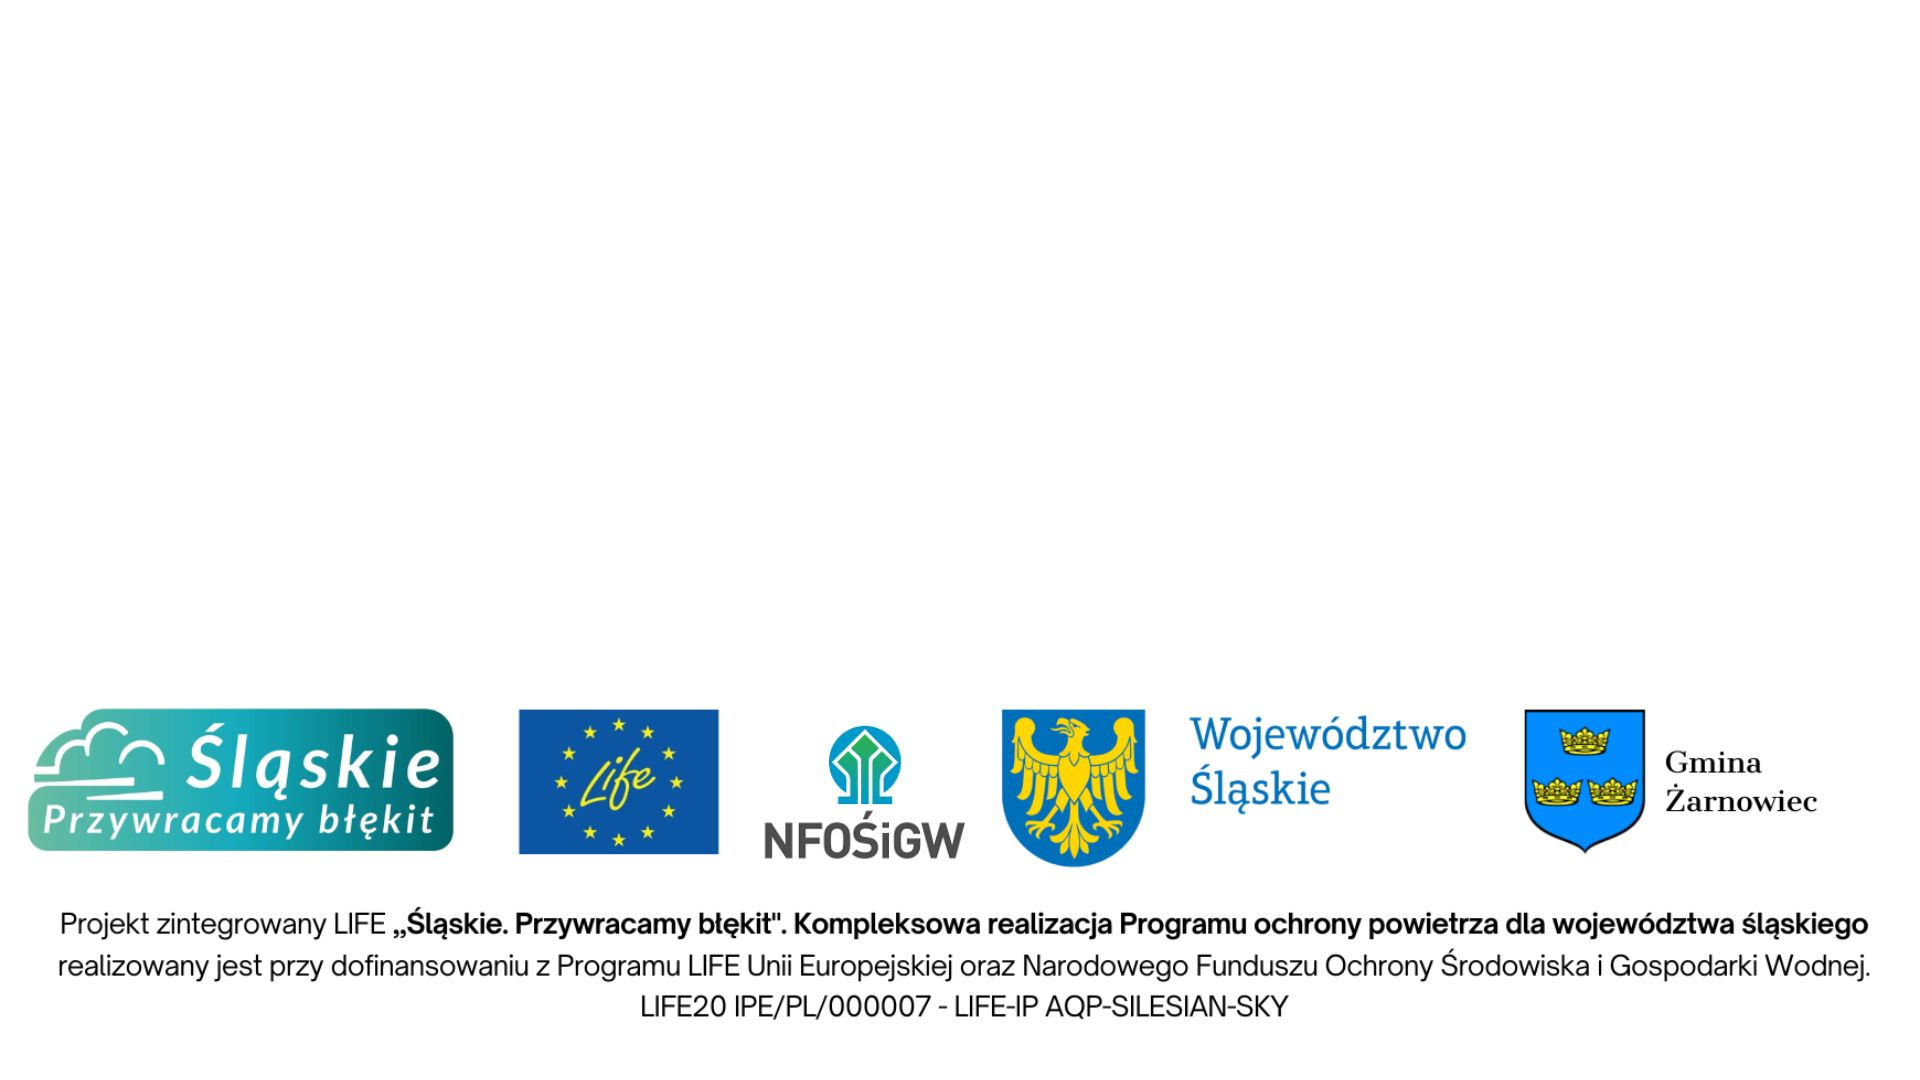 Śląskie
Przywracamy błękit
Life
NFOŚiGW
Województwo
Śląskie
Gmina
Żarnowiec
Projekt zintegrowany LIFE „Śląskie. Przywracamy błękit". Kompleksowa realizacja Programu ochrony powietrza dla województwa śląskiego
realizowany jest przy dofinansowaniu z Programu LIFE Unii Europejskiej oraz Narodowego Funduszu Ochrony Środowiska i Gospodarki Wodnej.
LIFE20 IPE/PL/000007 - LIFE-IP AQP-SILESIAN-SKY